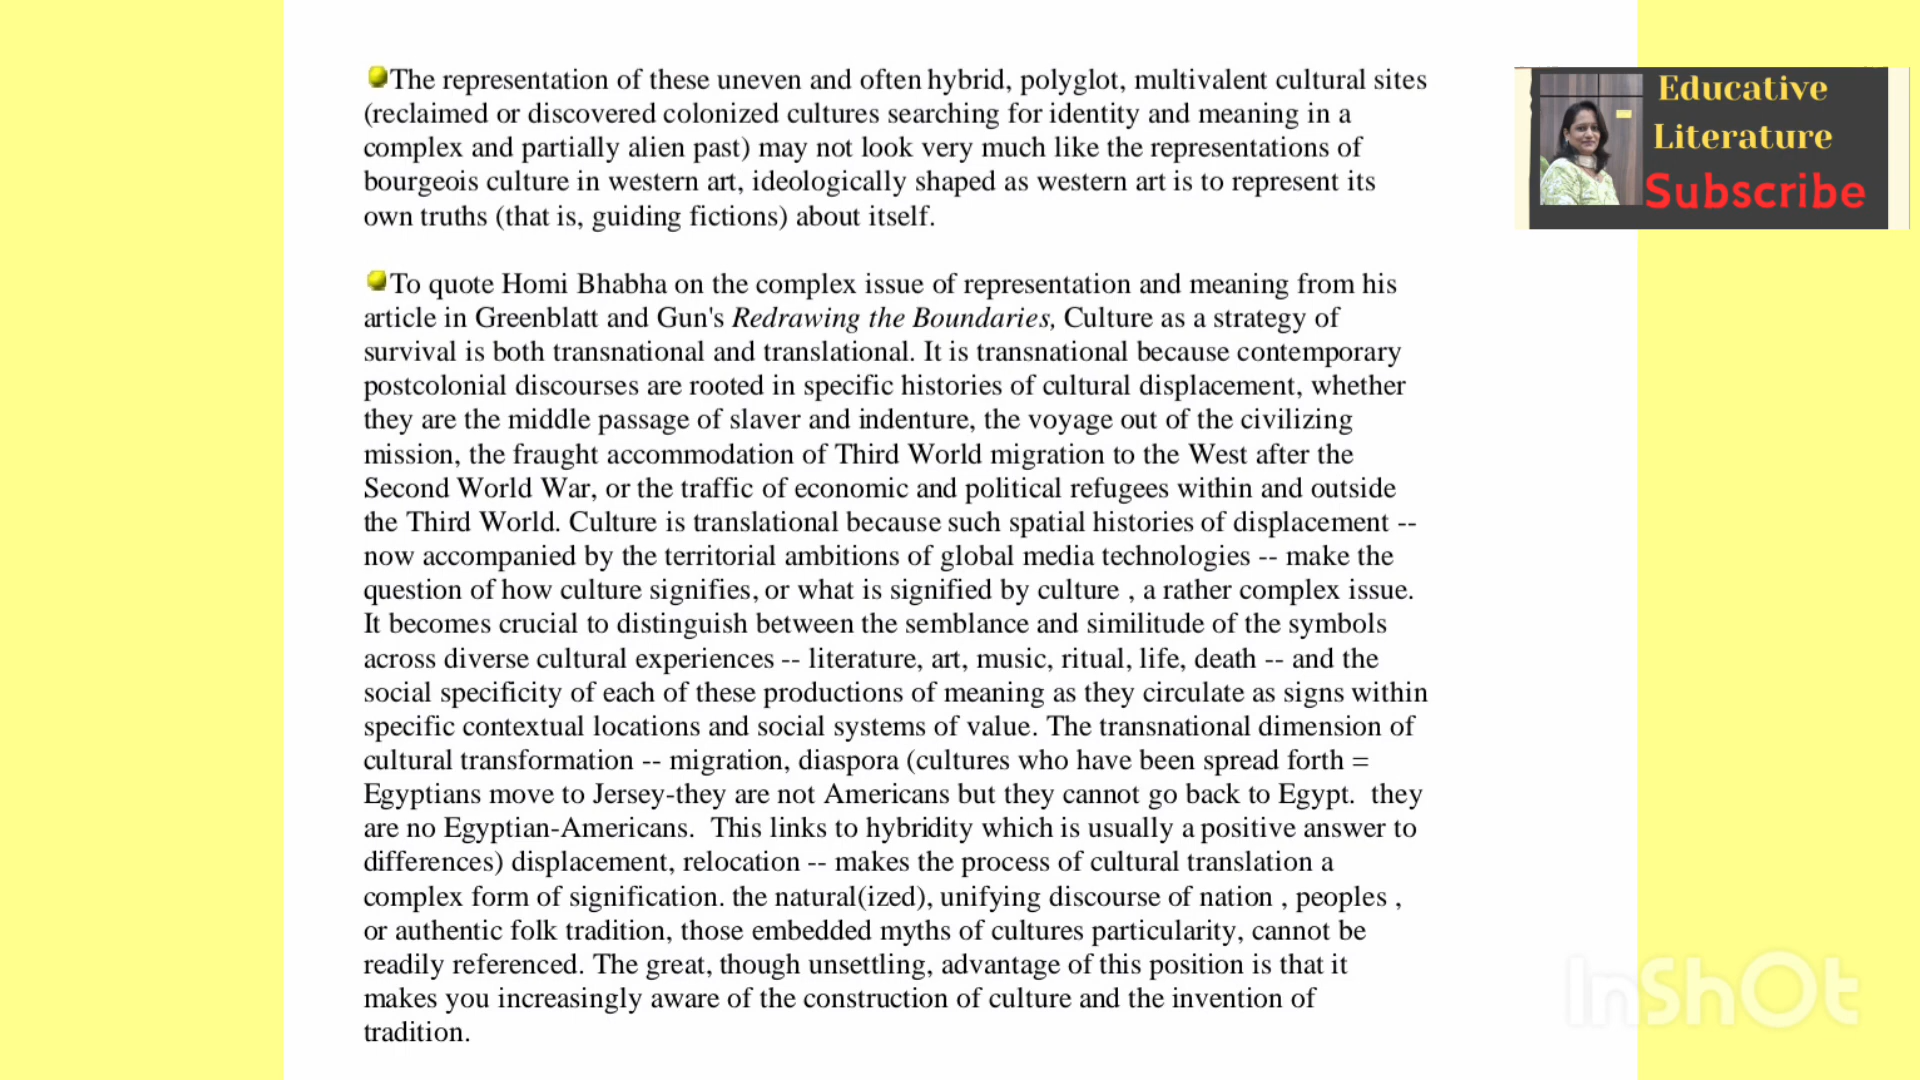 The representation of these uneven and often hybrid, polyglot, multivalent cultural sites
(reclaimed or discovered colonized cultures searching for identity and meaning in a
complex and partially alien past) may not look very much like the representations of
bourgeois culture in western art, ideologically shaped as western art is to represent its
own truths (that is, guiding fictions) about itself.
To quote Homi Bhabha on the complex issue of representation and meaning from his
article in Greenblatt and Gun's Redrawing the Boundaries, Culture as a strategy of
survival is both transnational and translational. It is transnational because contemporary
postcolonial discourses are rooted in specific histories of cultural displacement, whether
they are the middle passage of slaver and indenture, the voyage out of the civilizing
mission, the fraught accommodation of Third World migration to the West after the
Second World War, or the traffic of economic and political refugees within and outside
the Third World. Culture is translational because such spatial histories of displacement --
now accompanied by the territorial ambitions of global media technologies -- make the
question of how culture signifies, or what is signified by culture , a rather complex issue.
It becomes crucial to distinguish between the semblance and similitude of the symbols
across diverse cultural experiences -- literature, art, music, ritual, life, death -- and the
social specificity of each of these productions of meaning as they circulate as signs within
specific contextual locations and social systems of value. The transnational dimension of
cultural transformation -- migration, diaspora (cultures who have been spread forth =
Egyptians move to Jersey-they are not Americans but they cannot go back to Egypt.  they
are no Egyptian-Americans.  This links to hybridity which is usually a positive answer to
differences) displacement, relocation -- makes the process of cultural translation a
complex form of signification. the natural(ized), unifying discourse of nation , peoples ,
or authentic folk tradition, those embedded myths of cultures particularity, cannot be
readily referenced. The great, though unsettling, advantage of this position is that it
makes you increasingly aware of the construction of culture and the invention of
tradition.
Educative
Literature
Subscribe
InShOt